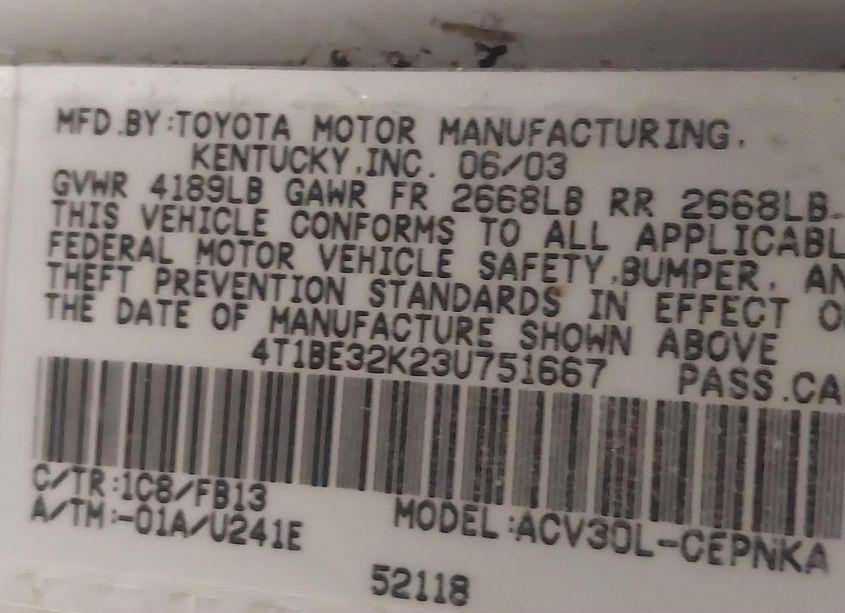 MFD.BY:TOYOTA MOTOR MANUFACTURING,
KENTUCKY,INC. 06/03
GVWR 4189LB GAWR FR 2668LB RR 2668LB
THIS VEHICLE CONFORMS TO ALL APPLICABL
FEDERAL MOTOR VEHICLE SAFETY,BUMPER, AN
THEFT PREVENTION STANDARDS IN EFFECT O
THE DATE OF MANUFACTURE SHOWN ABOVE
4T1BE32K23U751667 PASS.CA
C/TR:1C8/FB13
A/TM:-01A/U241E
MODEL:ACV30L-CEPNKA
52118